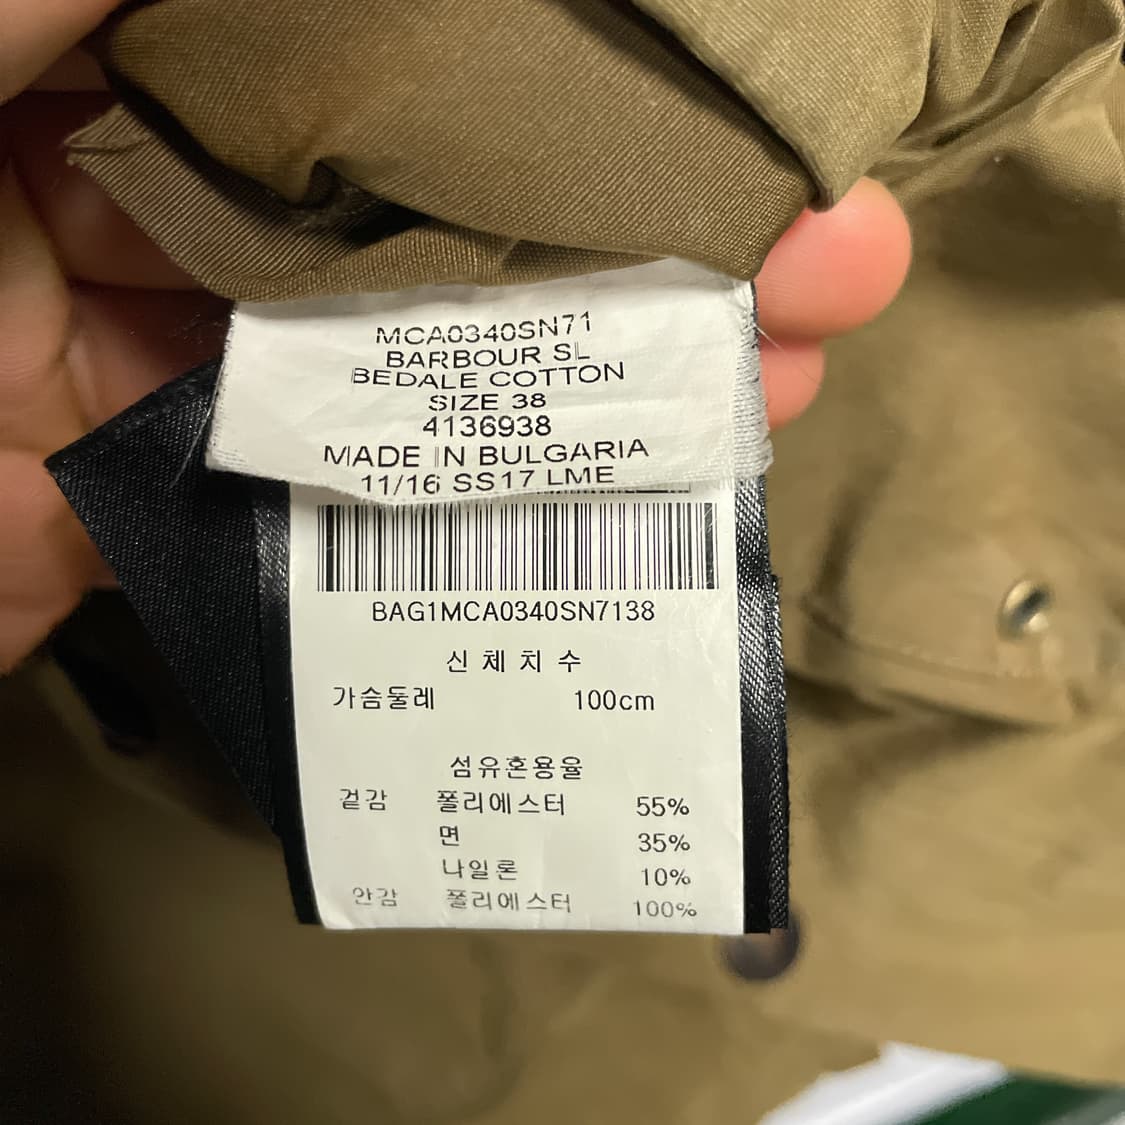 MCA0340SN71
BARBOUR SL
BEDALE COTTON
SIZE 38
4136938
MADE IN BULGARIA
11/16 SS17 LME
BAG1MCA0340SN7138
신체치수
가슴둘레 100cm
섬유혼용율
겉감 폴리에스터 55%
면 35%
나일론 10%
안감 폴리에스터 100%